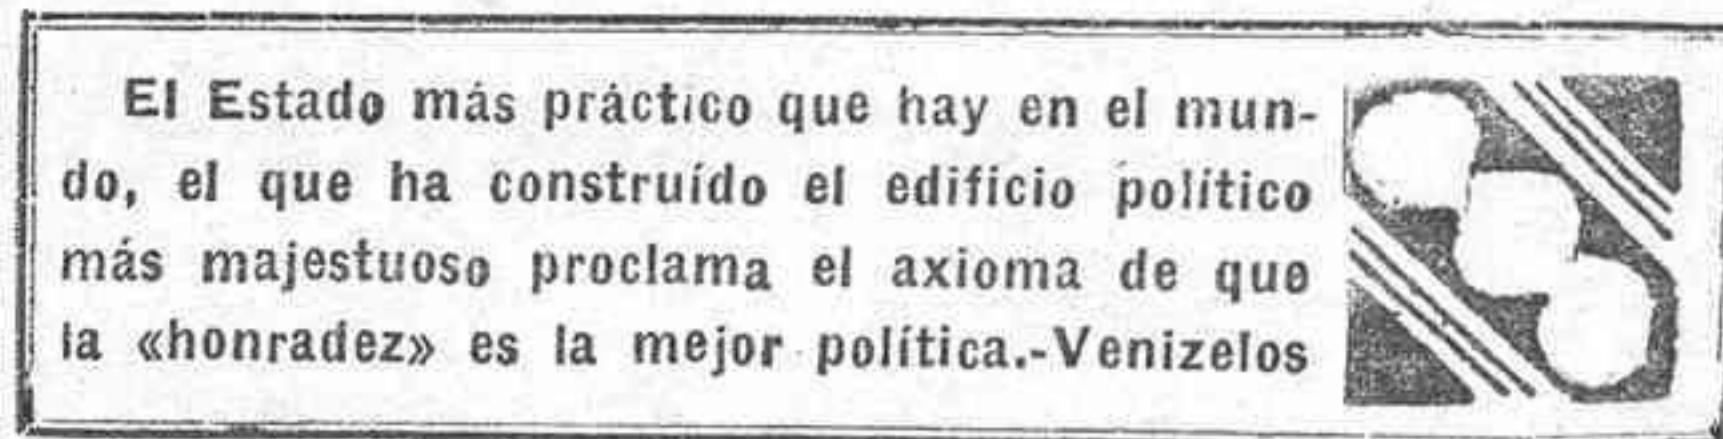 El Estado más práctico que hay en el mun-
do, el que ha construído el edificio político
más majestuoso proclama el axioma de que
la «honradez» es la mejor política.-Venizelos